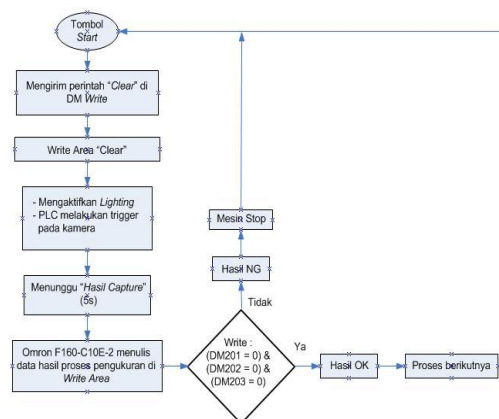 Tombol
Start
Mengirim perintah “Clear” di
DM Write
Write Area “Clear”
- Mengaktifkan Lighting
- PLC melakukan trigger
pada kamera
Menunggu “Hasil Capture”
(5s)
Omron F160-C10E-2 menulis
data hasil proses pengukuran di
Write Area
Write :
(DM201 = 0) &
(DM202 = 0) &
(DM203 = 0)
Tidak
Hasil NG
Mesin Stop
Ya
Hasil OK
Proses berikutnya